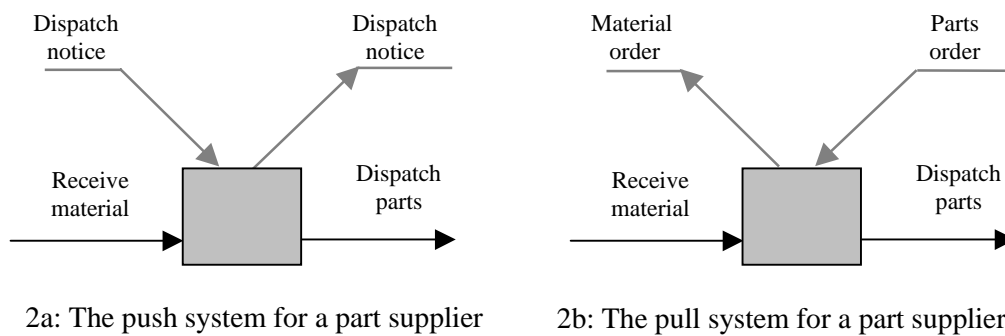 Dispatch
notice
Dispatch
notice
Receive
material
Dispatch
parts
2a: The push system for a part supplier
Material
order
Parts
order
Receive
material
Dispatch
parts
2b: The pull system for a part supplier